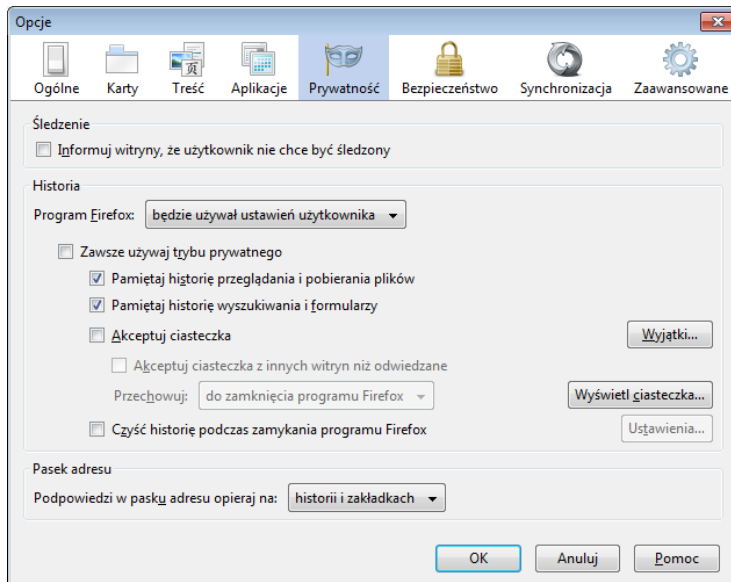 Opcje
Ogólne Karty Treść Aplikacje Prywatność Bezpieczeństwo Synchronizacja Zaawansowane
Śledzenie
Informuj witryny, że użytkownik nie chce być śledzony
Historia
Program Firefox: będzie używał ustawień użytkownika
Zawsze używaj trybu prywatnego
Pamiętaj historię przeglądania i pobierania plików
Pamiętaj historię wyszukiwania i formularzy
Akceptuj ciasteczka Wyjątki...
Akceptuj ciasteczka z innych witryn niż odwiedzane
Przechowuj: do zamknięcia programu Firefox Wyświetl ciasteczka...
Czyść historię podczas zamykania programu Firefox Ustawienia...
Pasek adresu
Podpowiedzi w pasku adresu opieraj na: historii i zakładkach
OK Anuluj Pomoc